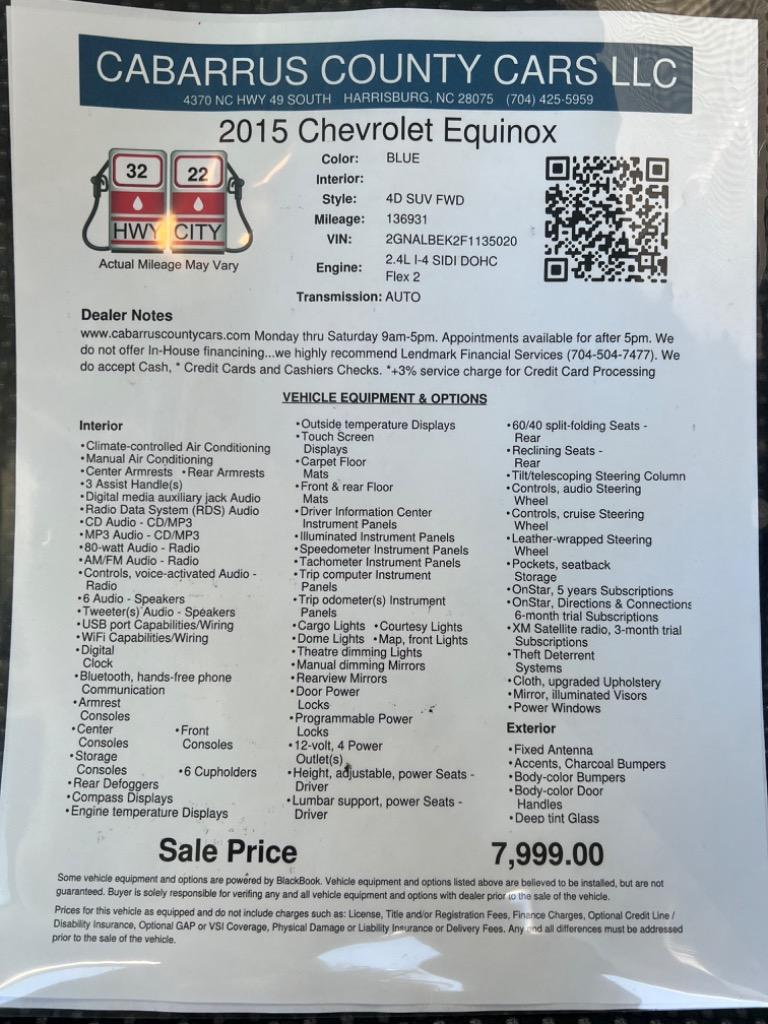 CABARRUS COUNTY CARS LLC
4370 NC HWY 49 SOUTH HARRISBURG, NC 28075 (704) 425-5959
2015 Chevrolet Equinox
32 22
HWY CITY
Actual Mileage May Vary
Color: BLUE
Interior:
Style: 4D SUV FWD
Mileage: 136931
VIN: 2GNALBEK2F1135020
Engine: 2.4L I-4 SIDI DOHC
Flex 2
Transmission: AUTO
Dealer Notes
www.cabarruscountycars.com Monday thru Saturday 9am-5pm. Appointments available for after 5pm. We
do not offer In-House financining...we highly recommend Lendmark Financial Services (704-504-7477). We
do accept Cash, * Credit Cards and Cashiers Checks. *+3% service charge for Credit Card Processing
VEHICLE EQUIPMENT & OPTIONS
Interior
•Climate-controlled Air Conditioning
•Manual Air Conditioning
•Center Armrests •Rear Armrests
•3 Assist Handle(s)
•Digital media auxiliary jack Audio
•Radio Data System (RDS) Audio
•CD Audio - CD/MP3
•MP3 Audio - CD/MP3
•80-watt Audio - Radio
•AM/FM Audio - Radio
•Controls, voice-activated Audio -
Radio
•6 Audio - Speakers
•Tweeter(s) Audio - Speakers
•USB port Capabilities/Wiring
•WiFi Capabilities/Wiring
•Digital
Clock
•Bluetooth, hands-free phone
Communication
•Armrest
Consoles
•Center •Front
Consoles Consoles
•Storage
Consoles •6 Cupholders
•Rear Defoggers
•Compass Displays
•Engine temperature Displays
•Outside temperature Displays
•Touch Screen
Displays
•Carpet Floor
Mats
•Front & rear Floor
Mats
•Driver Information Center
Instrument Panels
•Illuminated Instrument Panels
•Speedometer Instrument Panels
•Tachometer Instrument Panels
•Trip computer Instrument
Panels
•Trip odometer(s) Instrument
Panels
•Cargo Lights •Courtesy Lights
•Dome Lights •Map, front Lights
•Theatre dimming Lights
•Manual dimming Mirrors
•Rearview Mirrors
•Door Power
Locks
•Programmable Power
Locks
•12-volt, 4 Power
Outlet(s)
•Height, adjustable, power Seats -
Driver
•Lumbar support, power Seats -
Driver
•60/40 split-folding Seats -
Rear
•Reclining Seats -
Rear
•Tilt/telescoping Steering Column
•Controls, audio Steering
Wheel
•Controls, cruise Steering
Wheel
•Leather-wrapped Steering
Wheel
•Pockets, seatback
Storage
•OnStar, 5 years Subscriptions
•OnStar, Directions & Connections
6-month trial Subscriptions
•XM Satellite radio, 3-month trial
Subscriptions
•Theft Deterrent
Systems
•Cloth, upgraded Upholstery
•Mirror, illuminated Visors
•Power Windows
Exterior
•Fixed Antenna
•Accents, Charcoal Bumpers
•Body-color Bumpers
•Body-color Door
Handles
•Deep tint Glass
Sale Price 7,999.00
Some vehicle equipment and options are powered by BlackBook. Vehicle equipment and options listed above are believed to be installed, but are not
guaranteed. Buyer is solely responsible for verifing any and all vehicle equipment and options with dealer prior to the sale of the vehicle.
Prices for this vehicle as equipped and do not include charges such as: License, Title and/or Registration Fees, Finance Charges, Optional Credit Line /
Disability Insurance, Optional GAP or VSI Coverage, Physical Damage or Liability Insurance or Delivery Fees. Any and all differences must be addressed
prior to the sale of the vehicle.